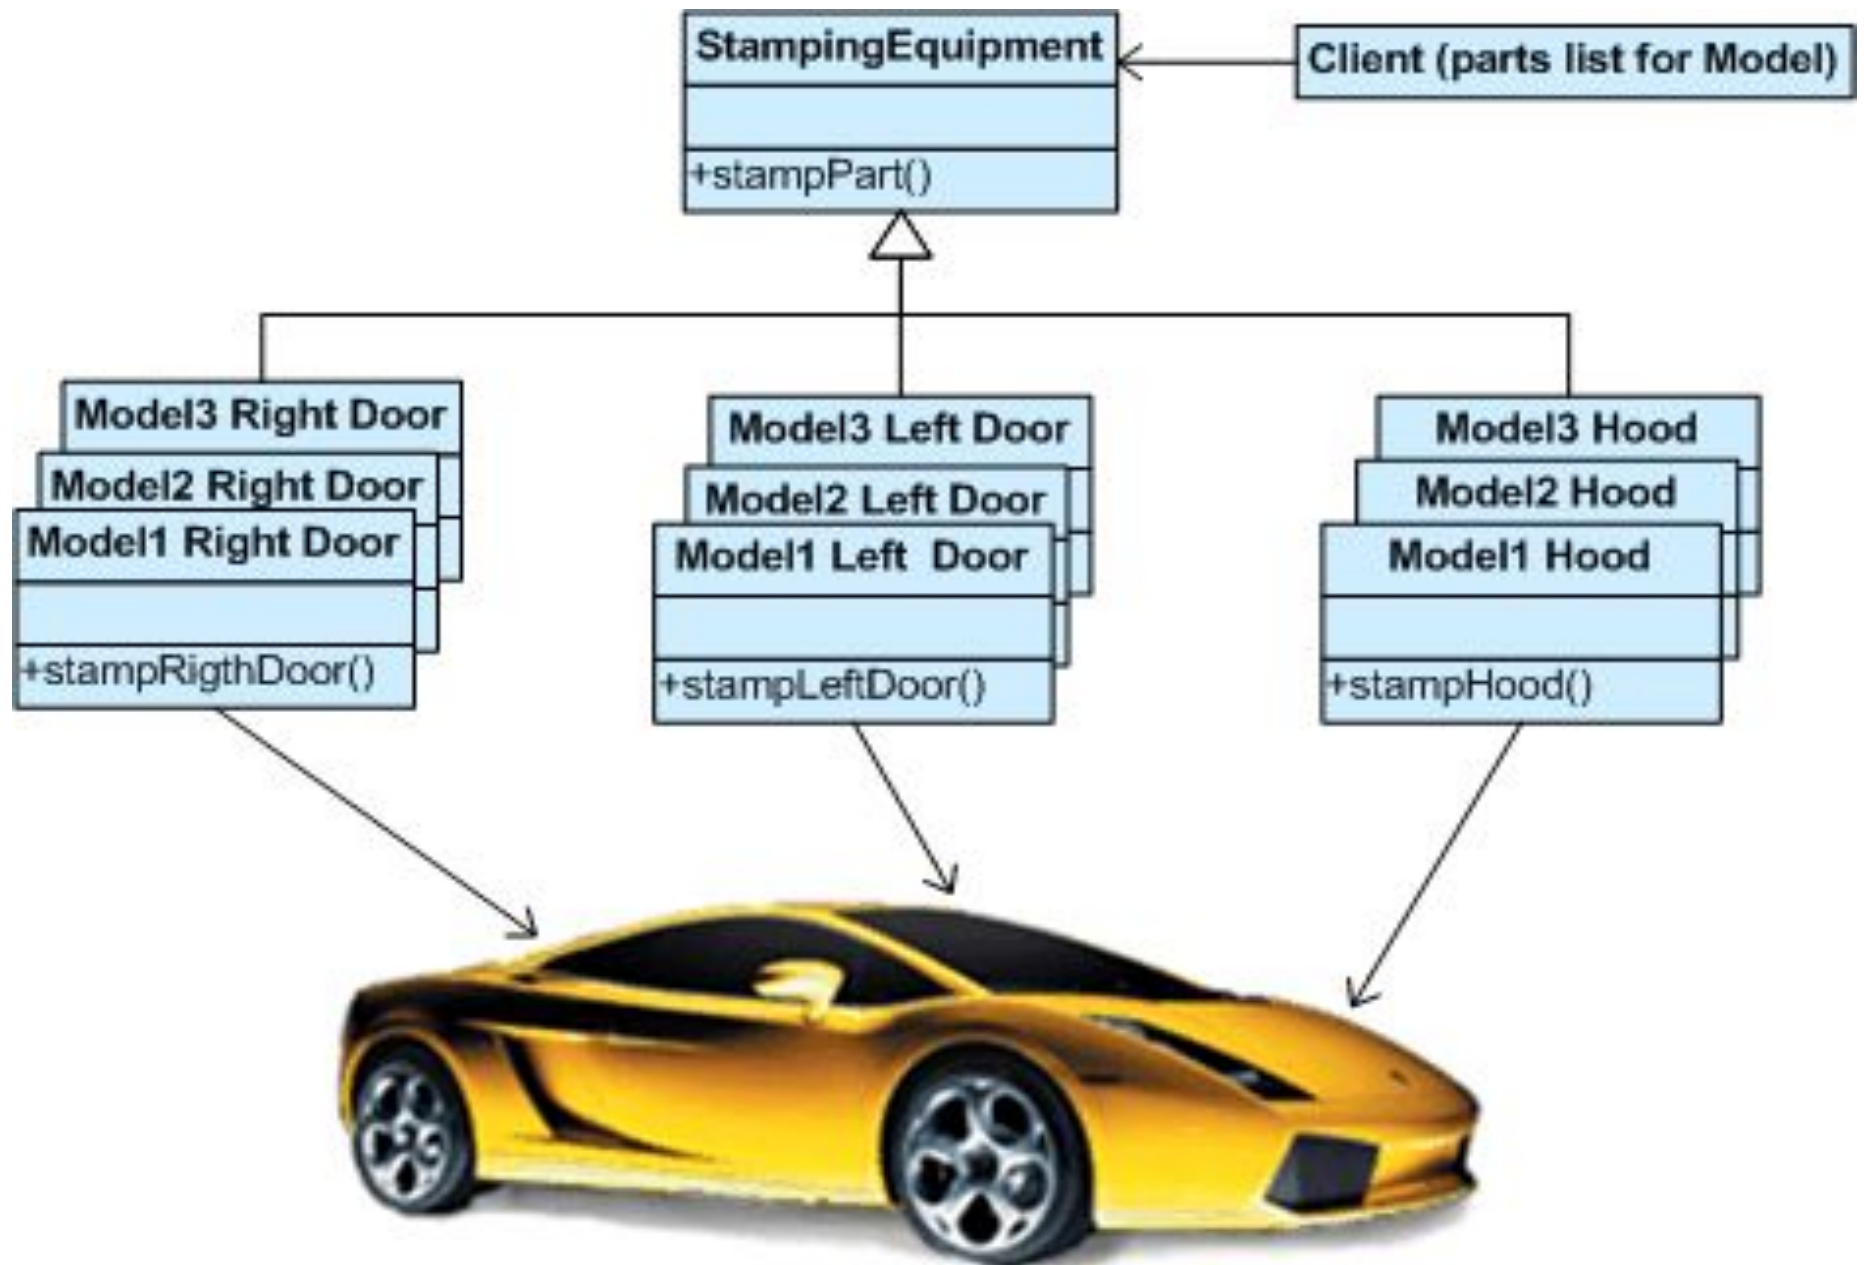 StampingEquipment
Client (parts list for Model)
+stampPart()
Model3 Right Door
Model2 Right Door
Model1 Right Door
+stampRigthDoor()
Model3 Left Door
Model2 Left Door
Model1 Left  Door
+stampLeftDoor()
Model3 Hood
Model2 Hood
Model1 Hood
+stampHood()